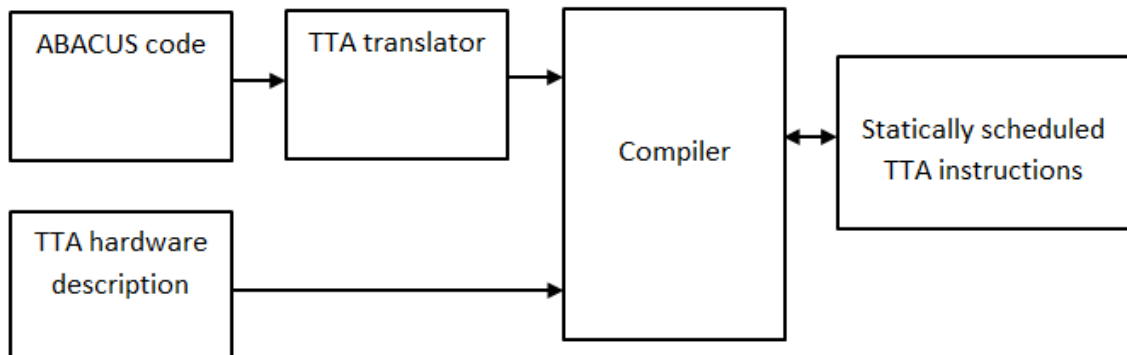 ABACUS code
TTA translator
Compiler
Statically scheduled
TTA instructions
TTA hardware
description